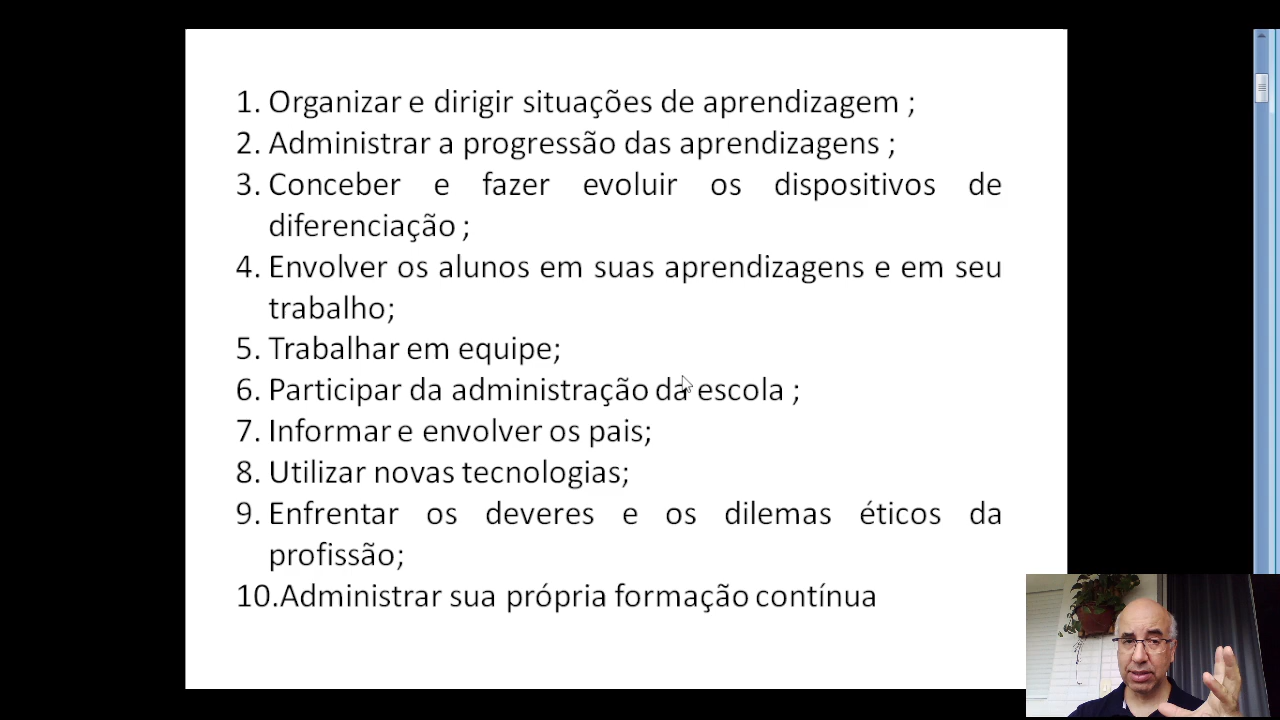 1. Organizar e dirigir situações de aprendizagem ;
2. Administrar a progressão das aprendizagens ;
3. Conceber e fazer evoluir os dispositivos de
diferenciação ;
4. Envolver os alunos em suas aprendizagens e em seu
trabalho;
5. Trabalhar em equipe;
6. Participar da administração da escola ;
7. Informar e envolver os pais;
8. Utilizar novas tecnologias;
9. Enfrentar os deveres e os dilemas éticos da
profissão;
10.Administrar sua própria formação contínua